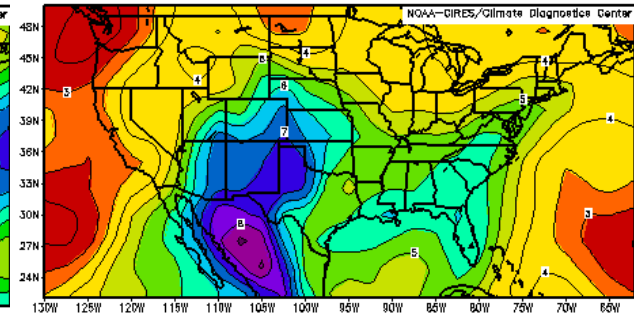 er
NOAA-CIRES/Climate Diagnostics Center
48N
45N
42N
39N
36N
33N
30N
27N
24N
130W 125W 120W 115W 110W 105W 100W 95W 90W 85W 80W 75W 70W 65W
3
4
5
6
4
4
5
7
4
3
8
5
4